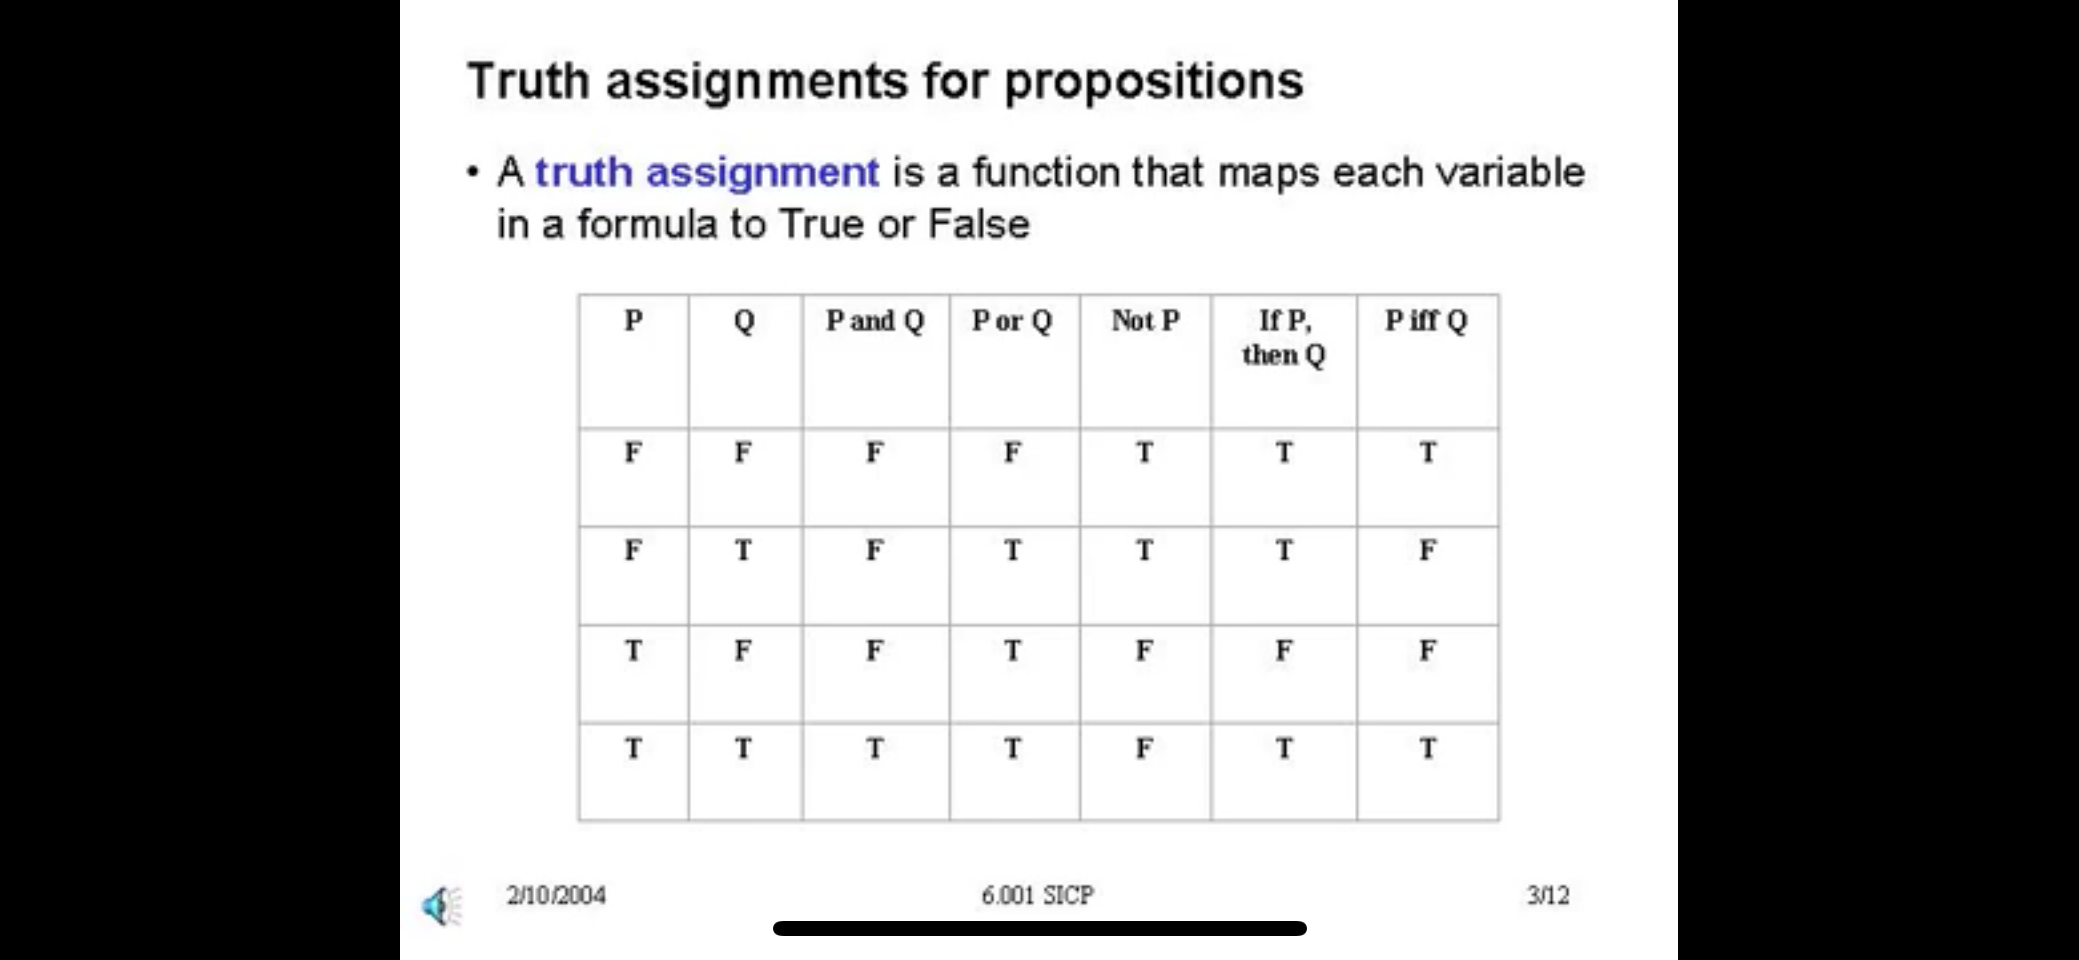 Truth assignments for propositions
• A truth assignment is a function that maps each variable
in a formula to True or False
P Q P and Q P or Q Not P If P, P iff Q
then Q
F F F F T T T
F T F T T T F
T F F T F F F
T T T T F T T
2/10/2004 6.001 SICP 3/12